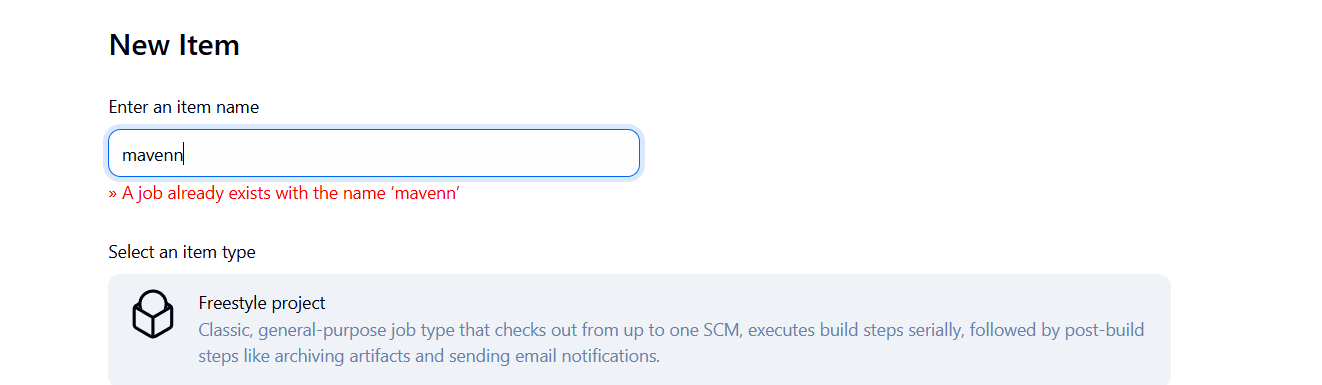 New Item
Enter an item name
mavenn
» A job already exists with the name ‘mavenn’
Select an item type
Freestyle project
Classic, general-purpose job type that checks out from up to one SCM, executes build steps serially, followed by post-build
steps like archiving artifacts and sending email notifications.